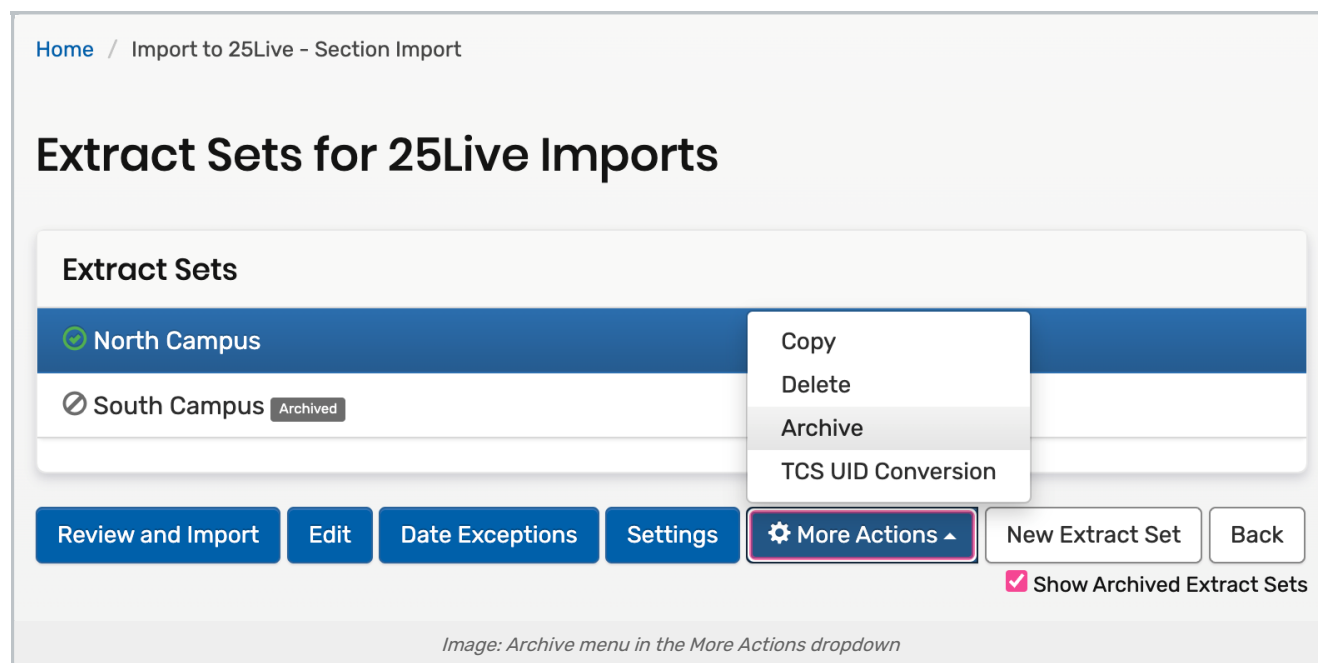 Home / Import to 25Live - Section Import
Extract Sets for 25Live Imports
Extract Sets
North Campus
South Campus Archived
Copy
Delete
Archive
TCS UID Conversion
Review and Import Edit Date Exceptions Settings More Actions New Extract Set Back
Show Archived Extract Sets
Image: Archive menu in the More Actions dropdown